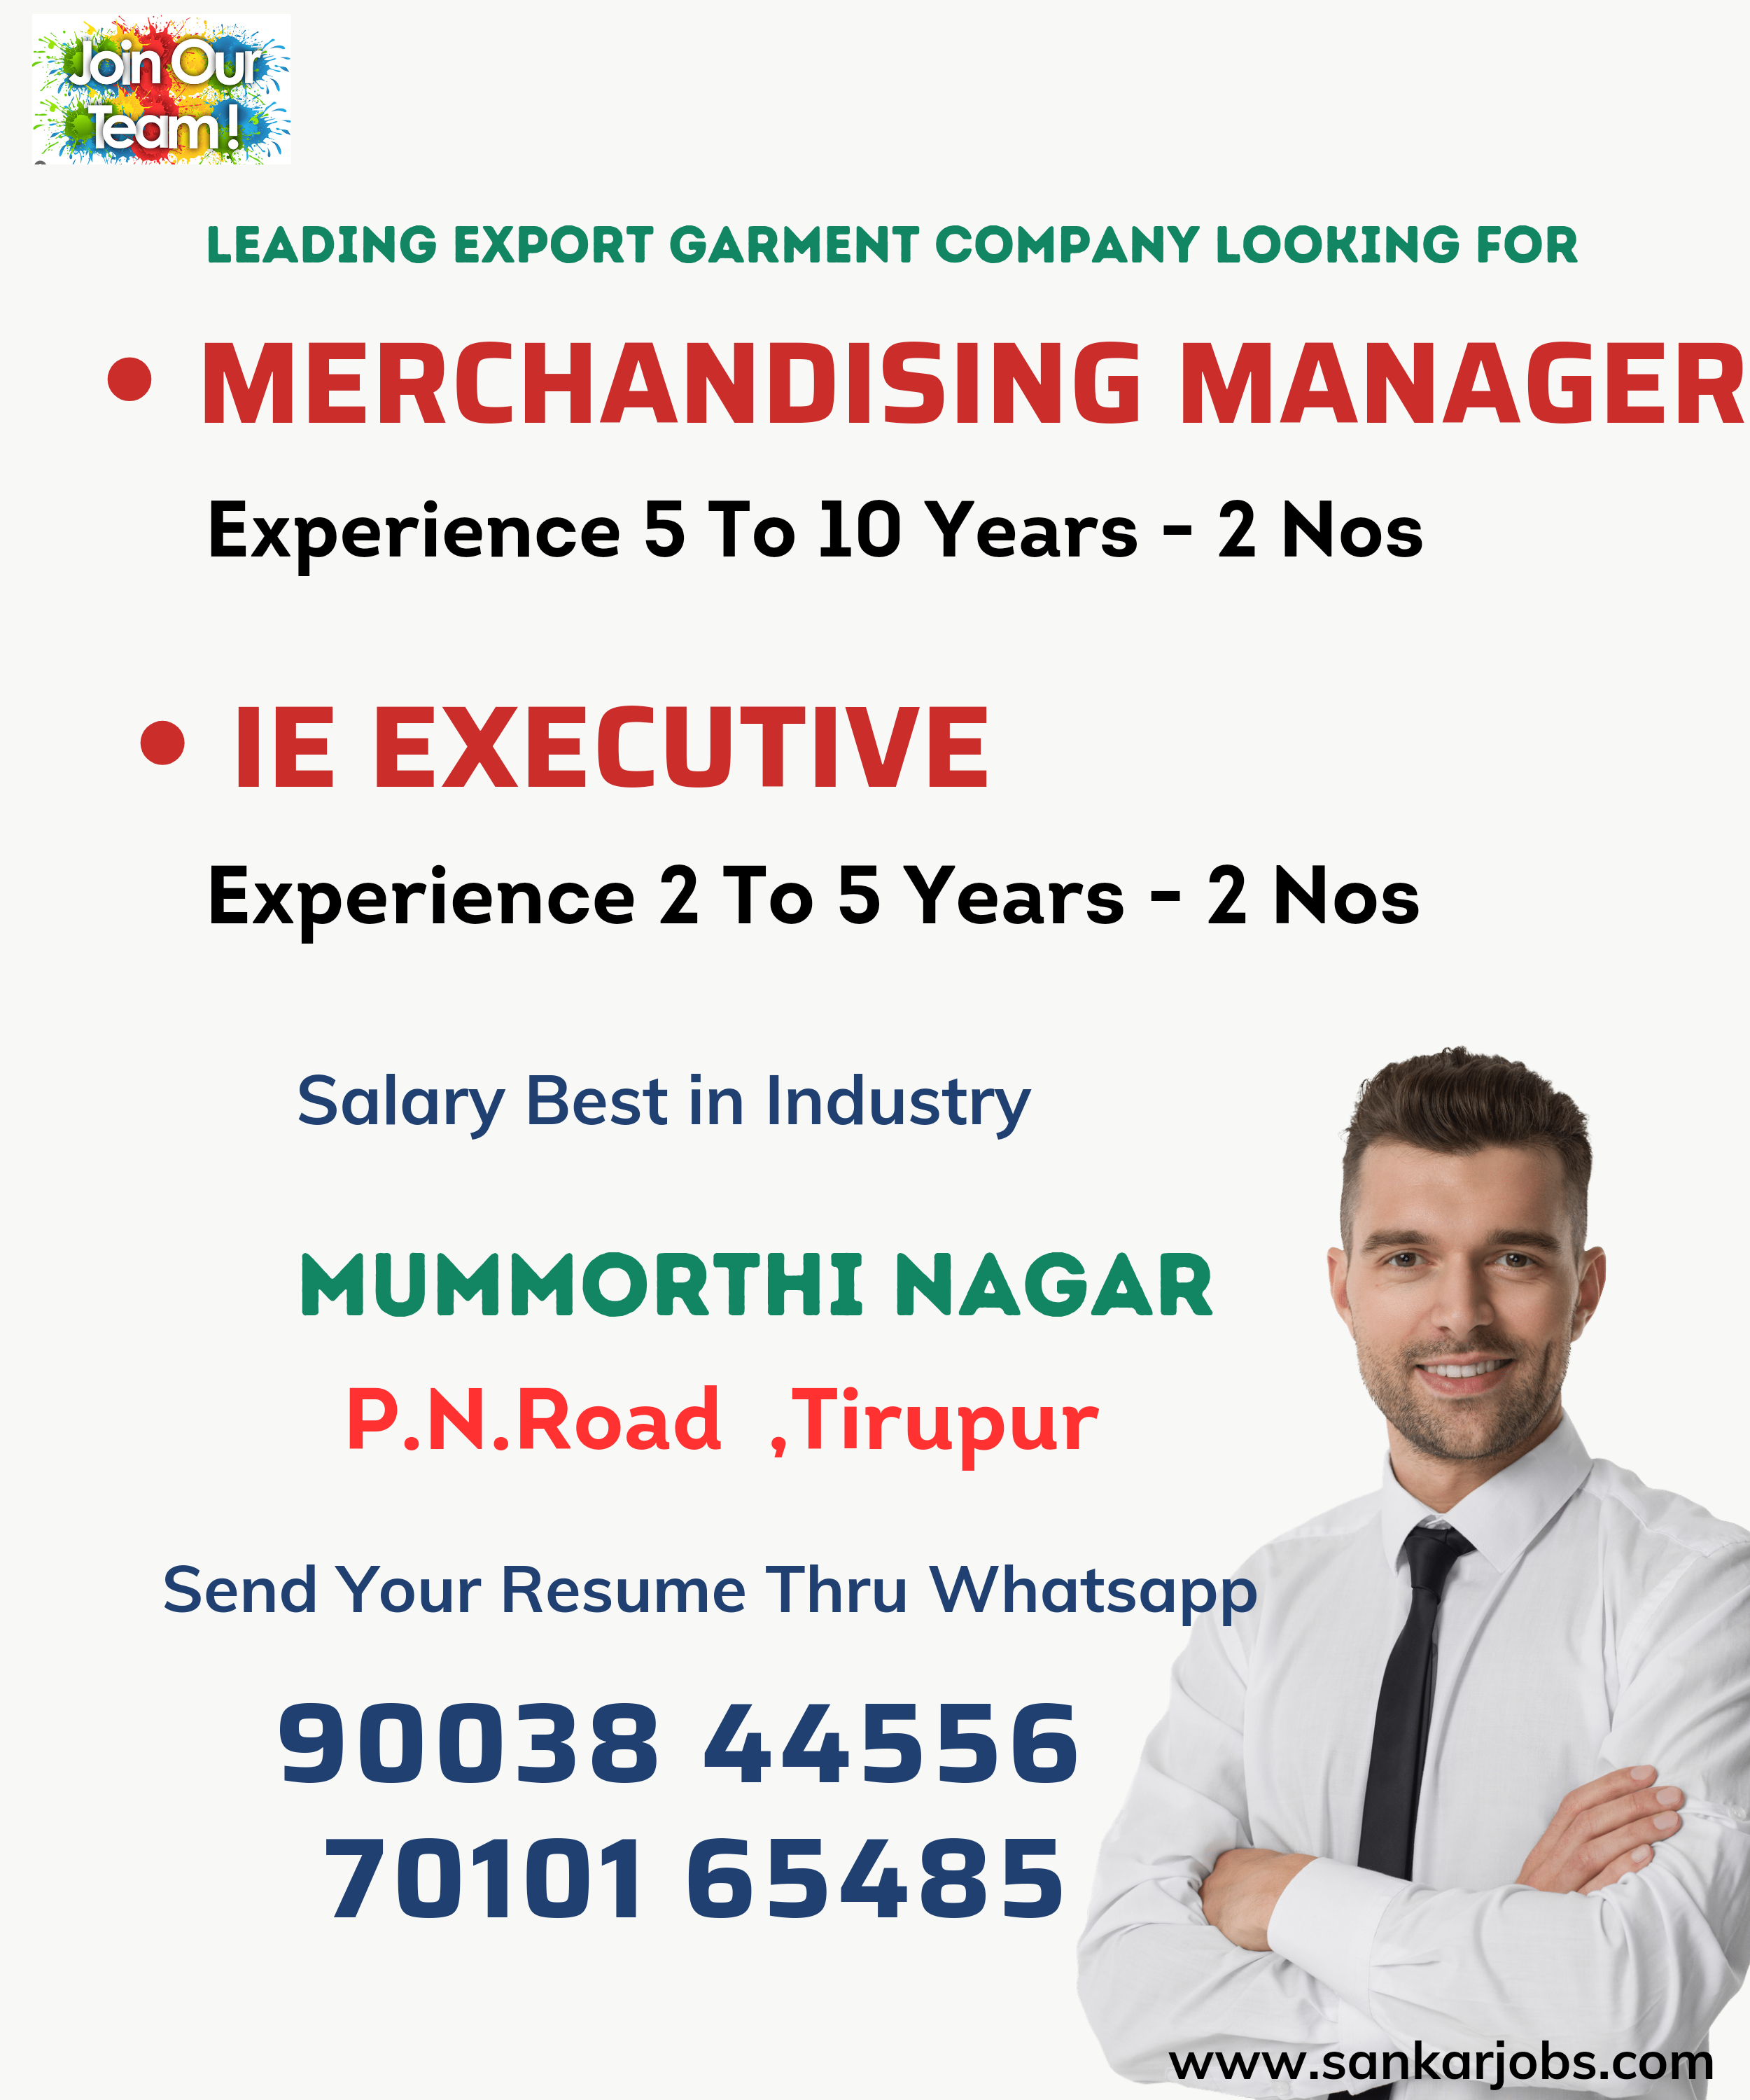 Join Our
Team !
LEADING EXPORT GARMENT COMPANY LOOKING FOR
• MERCHANDISING MANAGER
Experience 5 To 10 Years - 2 Nos
• IE EXECUTIVE
Experience 2 To 5 Years - 2 Nos
Salary Best in Industry
MUMMORTHI NAGAR
P.N.Road ,Tirupur
Send Your Resume Thru Whatsapp
90038 44556
70101 65485
www.sankarjobs.com